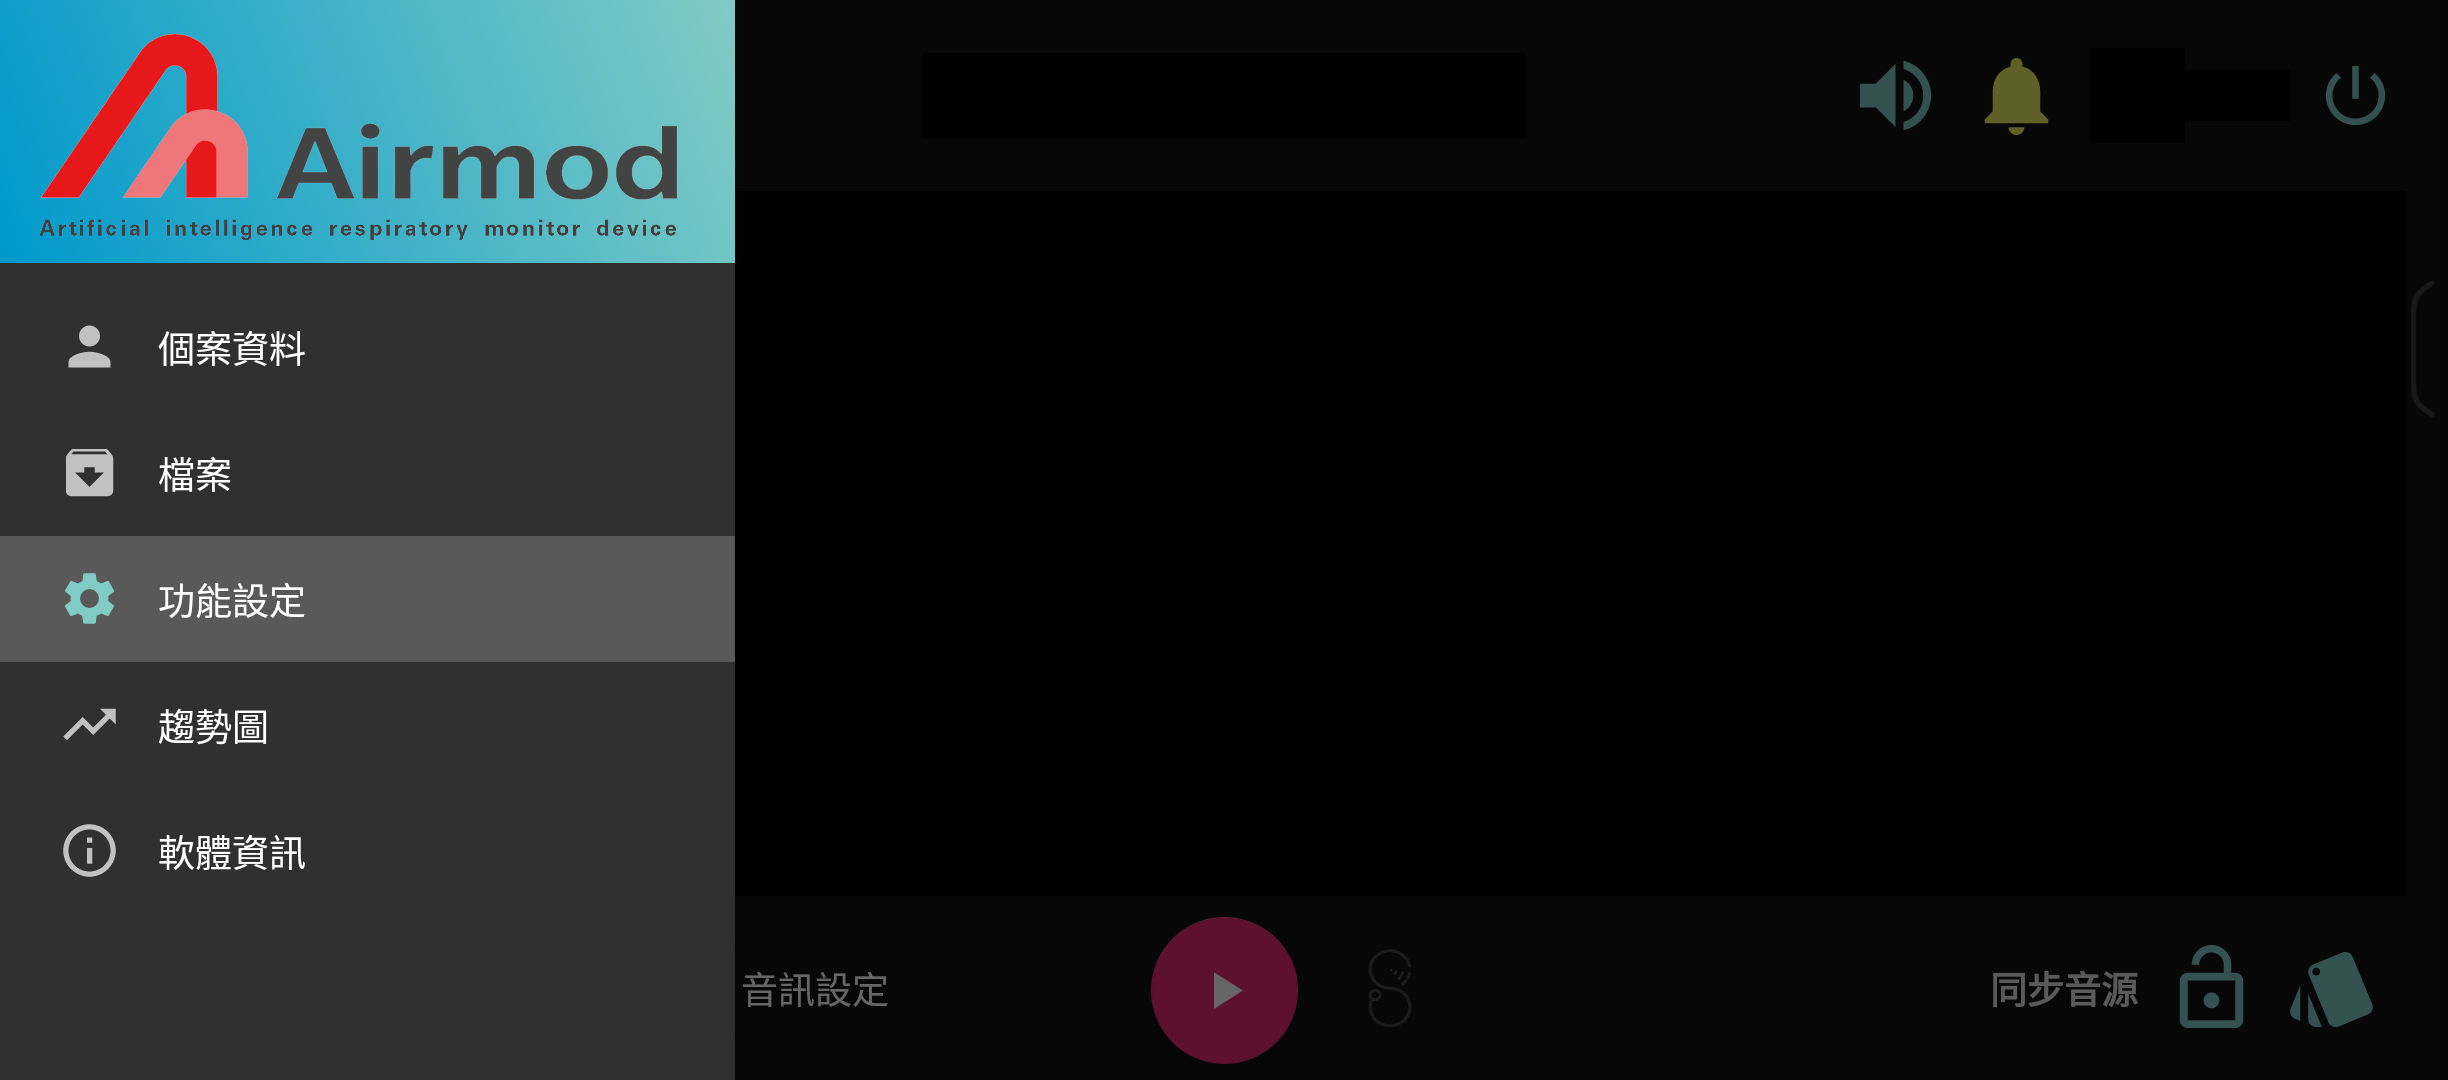 Airmod
Artificial intelligence respiratory monitor device
個案資料
檔案
功能設定
趨勢圖
軟體資訊
音訊設定
同步音源